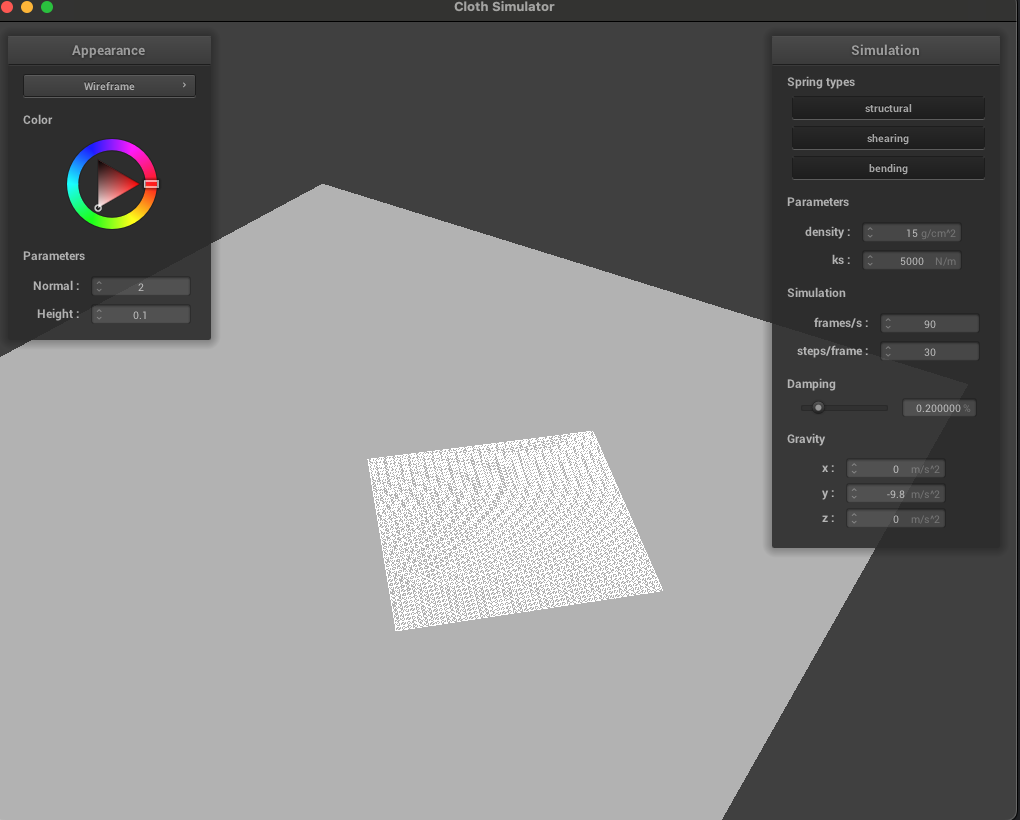 Cloth Simulator
Appearance
Wireframe
Color
Parameters
Normal : 2
Height : 0.1
Simulation
Spring types
structural
shearing
bending
Parameters
density : 15 g/cm^2
ks : 5000 N/m
Simulation
frames/s : 90
steps/frame : 30
Damping
0.200000 %
Gravity
x : 0 m/s^2
y : -9.8 m/s^2
z : 0 m/s^2